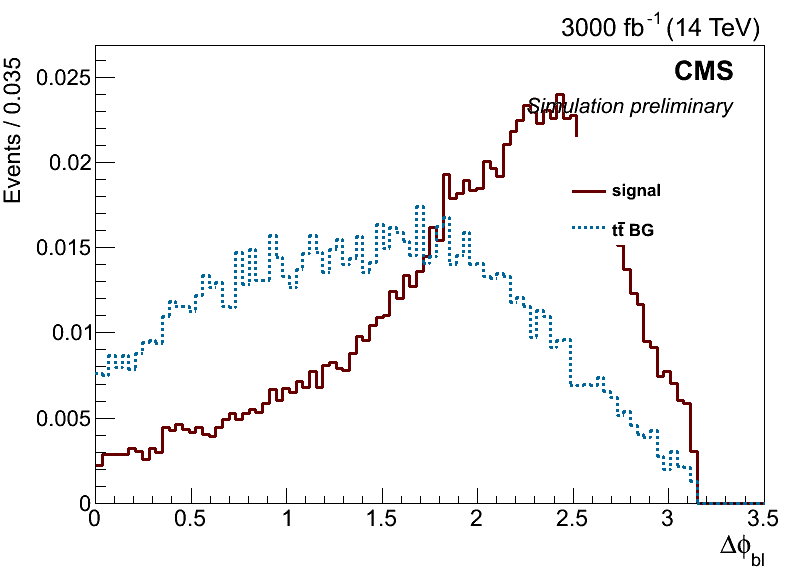 3000 fb⁻¹ (14 TeV)
CMS
Simulation preliminary
Events / 0.035
0.025
0.02
0.015
0.01
0.005
0
signal
tt̄ BG
0 0.5 1 1.5 2 2.5 3 3.5
Δϕ_bl